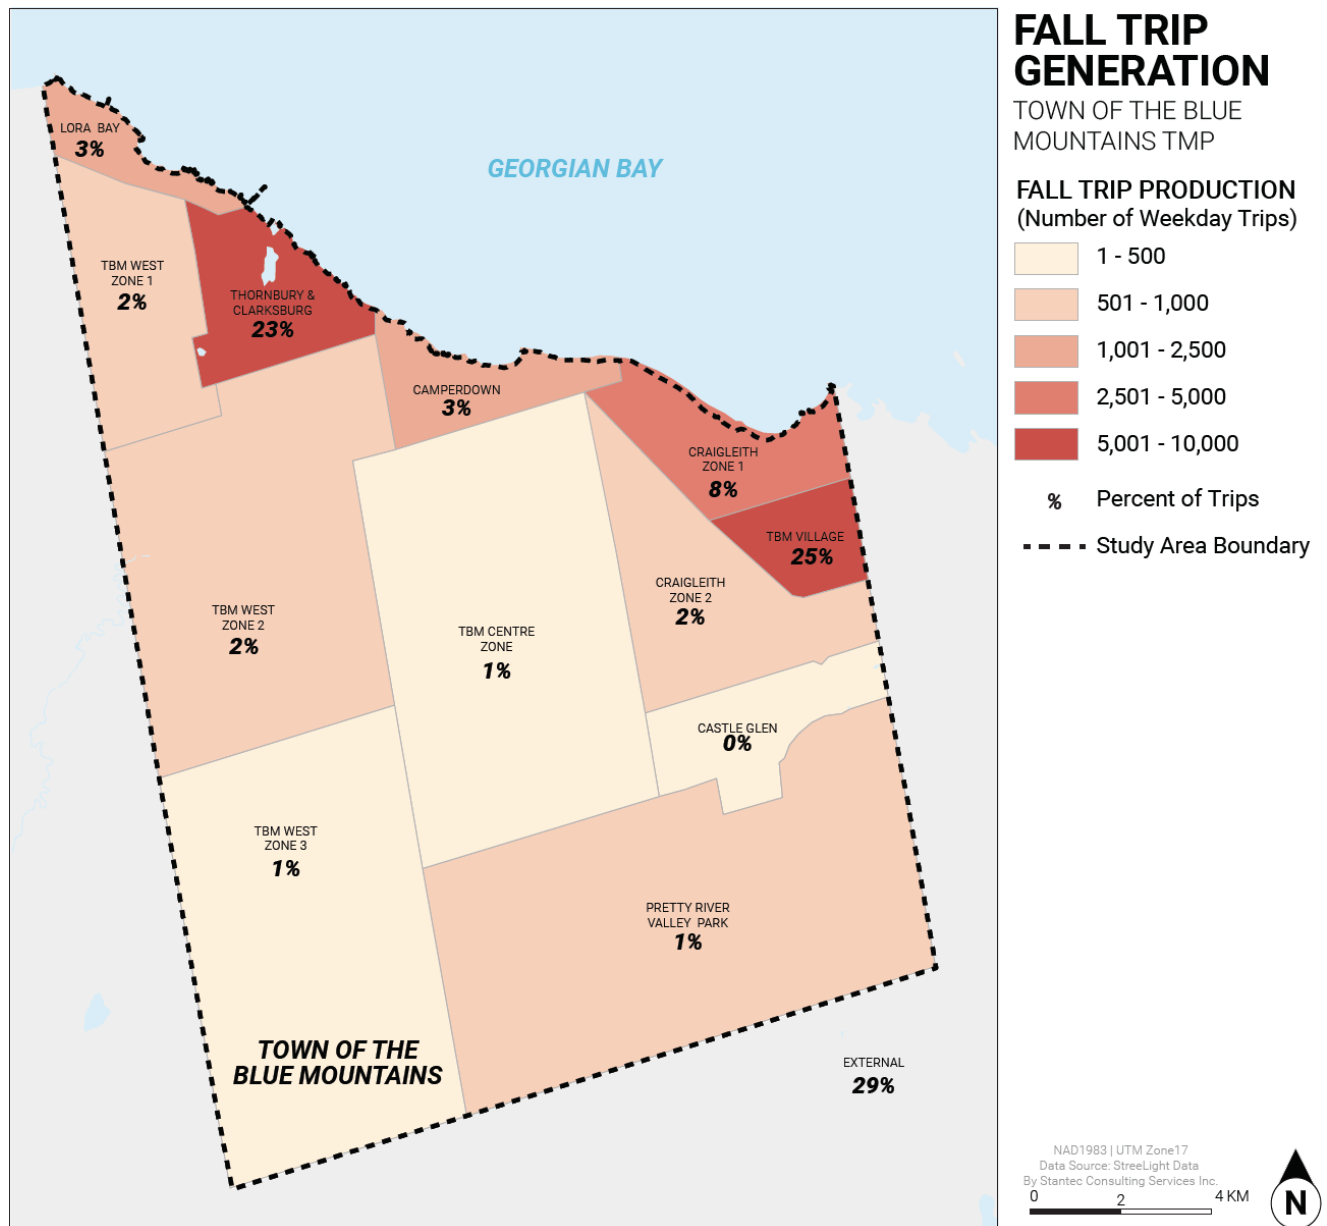 FALL TRIP
GENERATION
TOWN OF THE BLUE
MOUNTAINS TMP
FALL TRIP PRODUCTION
(Number of Weekday Trips)
1 - 500
501 - 1,000
1,001 - 2,500
2,501 - 5,000
5,001 - 10,000
% Percent of Trips
Study Area Boundary
GEORGIAN BAY
LORA BAY
3%
TBM WEST
ZONE 1
2%
THORNBURY &
CLARKSBURG
23%
CAMPERDOWN
3%
CRAIGLEITH
ZONE 1
8%
TBM VILLAGE
25%
CRAIGLEITH
ZONE 2
2%
TBM WEST
ZONE 2
2%
TBM CENTRE
ZONE
1%
CASTLE GLEN
0%
TBM WEST
ZONE 3
1%
PRETTY RIVER
VALLEY PARK
1%
TOWN OF THE
BLUE MOUNTAINS
EXTERNAL
29%
NAD1983 | UTM Zone17
Data Source: StreeLight Data
By Stantec Consulting Services Inc.
0 2 4 KM
N